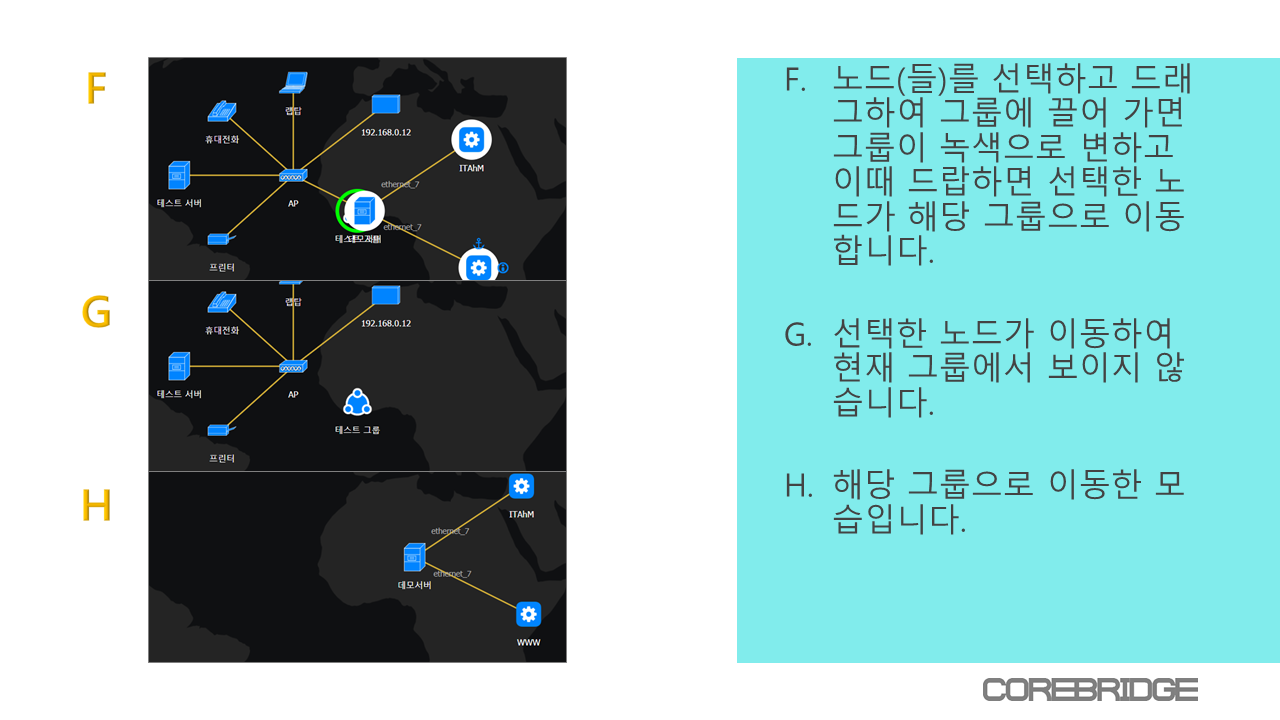 F
랩탑
휴대전화
192.168.0.12
ITAhM
ethernet_7
테스트 서버
AP
ethernet_7
프린터
G
랩탑
휴대전화
192.168.0.12
테스트 서버
AP
테스트 그룹
프린터
H
ITAhM
ethernet_7
ethernet_7
데모서버
WWW
F. 노드(들)를 선택하고 드래
그하여 그룹에 끌어 가면
그룹이 녹색으로 변하고
이때 드랍하면 선택한 노
드가 해당 그룹으로 이동
합니다.
G. 선택한 노드가 이동하여
현재 그룹에서 보이지 않
습니다.
H. 해당 그룹으로 이동한 모
습입니다.
COREBRIDGE